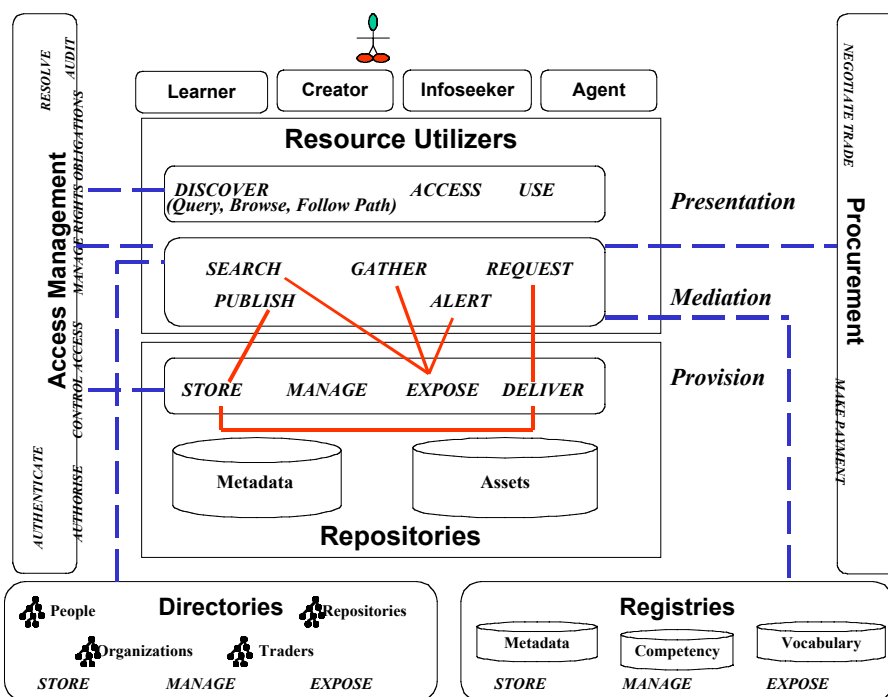 Learner
Creator
Infoseeker
Agent
Resource Utilizers
DISCOVER ACCESS USE
(Query, Browse, Follow Path)
Presentation
SEARCH GATHER REQUEST
PUBLISH ALERT
Mediation
STORE MANAGE EXPOSE DELIVER
Provision
Metadata
Assets
Repositories
Access Management
RESOLVE
AUDIT
MANAGE RIGHTS OBLIGATIONS
CONTROL ACCESS
AUTHENTICATE
AUTHORISE
Procurement
NEGOTIATE TRADE
MAKE PAYMENT
Directories
People
Repositories
Organizations
Traders
STORE MANAGE EXPOSE
Registries
Metadata
Competency
Vocabulary
STORE MANAGE EXPOSE